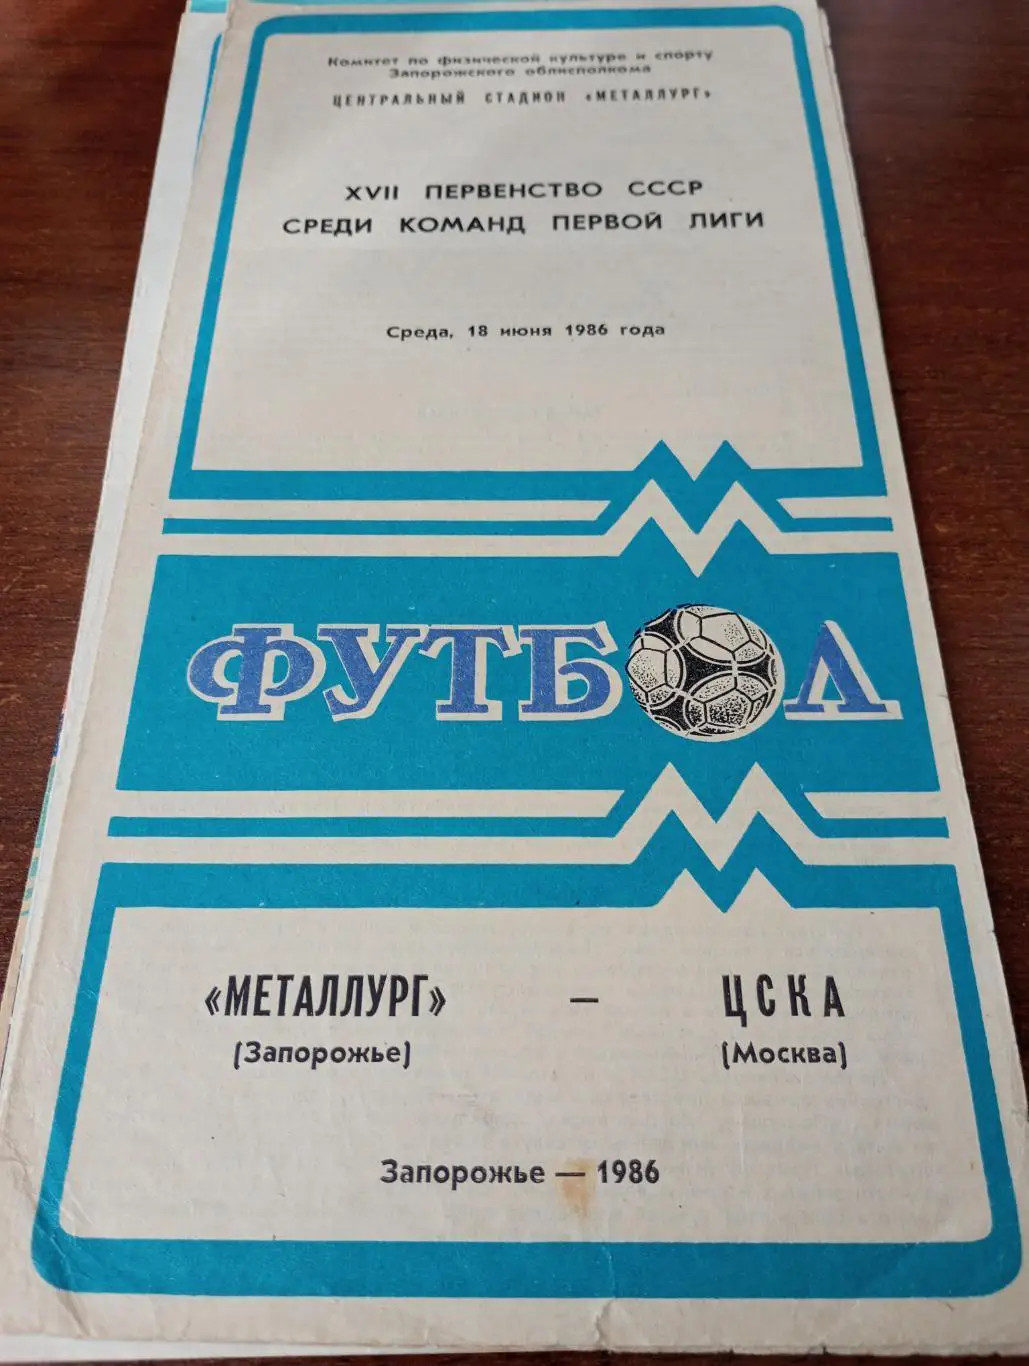 Комитет по физической культуре и спорту
Запорожского облисполкома
ЦЕНТРАЛЬНЫЙ СТАДИОН «МЕТАЛЛУРГ»
XVII ПЕРВЕНСТВО СССР
СРЕДИ КОМАНД ПЕРВОЙ ЛИГИ
Среда, 18 июня 1986 года
ФУТБОЛ
«МЕТАЛЛУРГ» — ЦСКА
(Запорожье) (Москва)
Запорожье — 1986